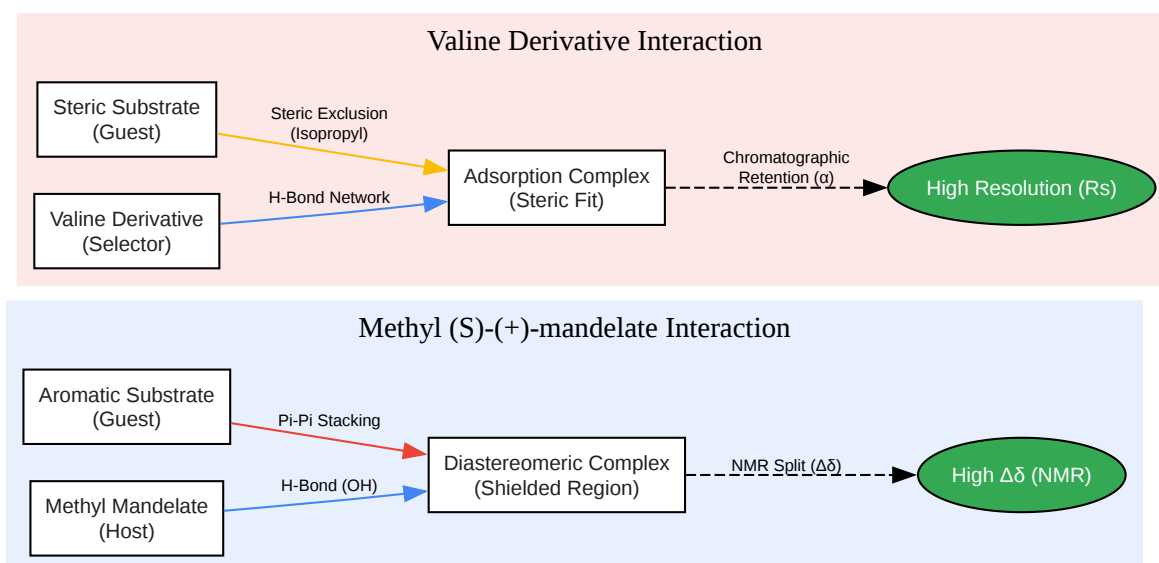 Valine Derivative Interaction
Steric Substrate
(Guest)
Steric Exclusion
(Isopropyl)
Valine Derivative
(Selector)
H-Bond Network
Adsorption Complex
(Steric Fit)
Chromatographic
Retention (α)
High Resolution (Rs)
Methyl (S)-(+)-mandelate Interaction
Aromatic Substrate
(Guest)
Pi-Pi Stacking
Methyl Mandelate
(Host)
H-Bond (OH)
Diastereomeric Complex
(Shielded Region)
NMR Split (Δδ)
High Δδ (NMR)